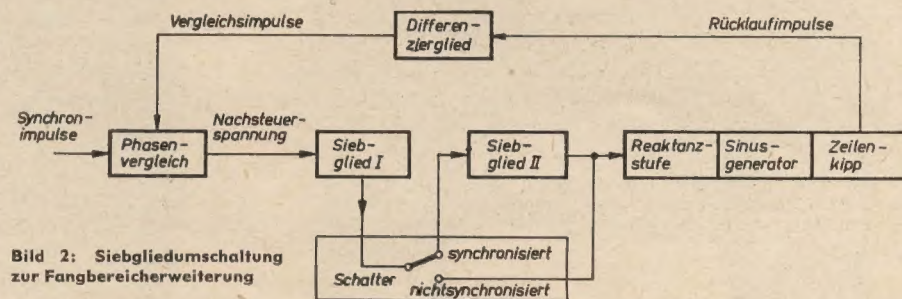 Vergleichsimpulse
Differen-
zierglied
Rücklaufimpulse
Synchron-
impulse
Phasen-
vergleich
Nachsteuer-
spannung
Sieb-
glied I
Sieb-
glied II
Reaktanz-
stufe
Sinus-
generator
Zeilen-
kipp
Schalter
synchronisiert
nichtsynchronisiert
Bild 2: Siebgliedumschaltung
zur Fangbereicherweiterung